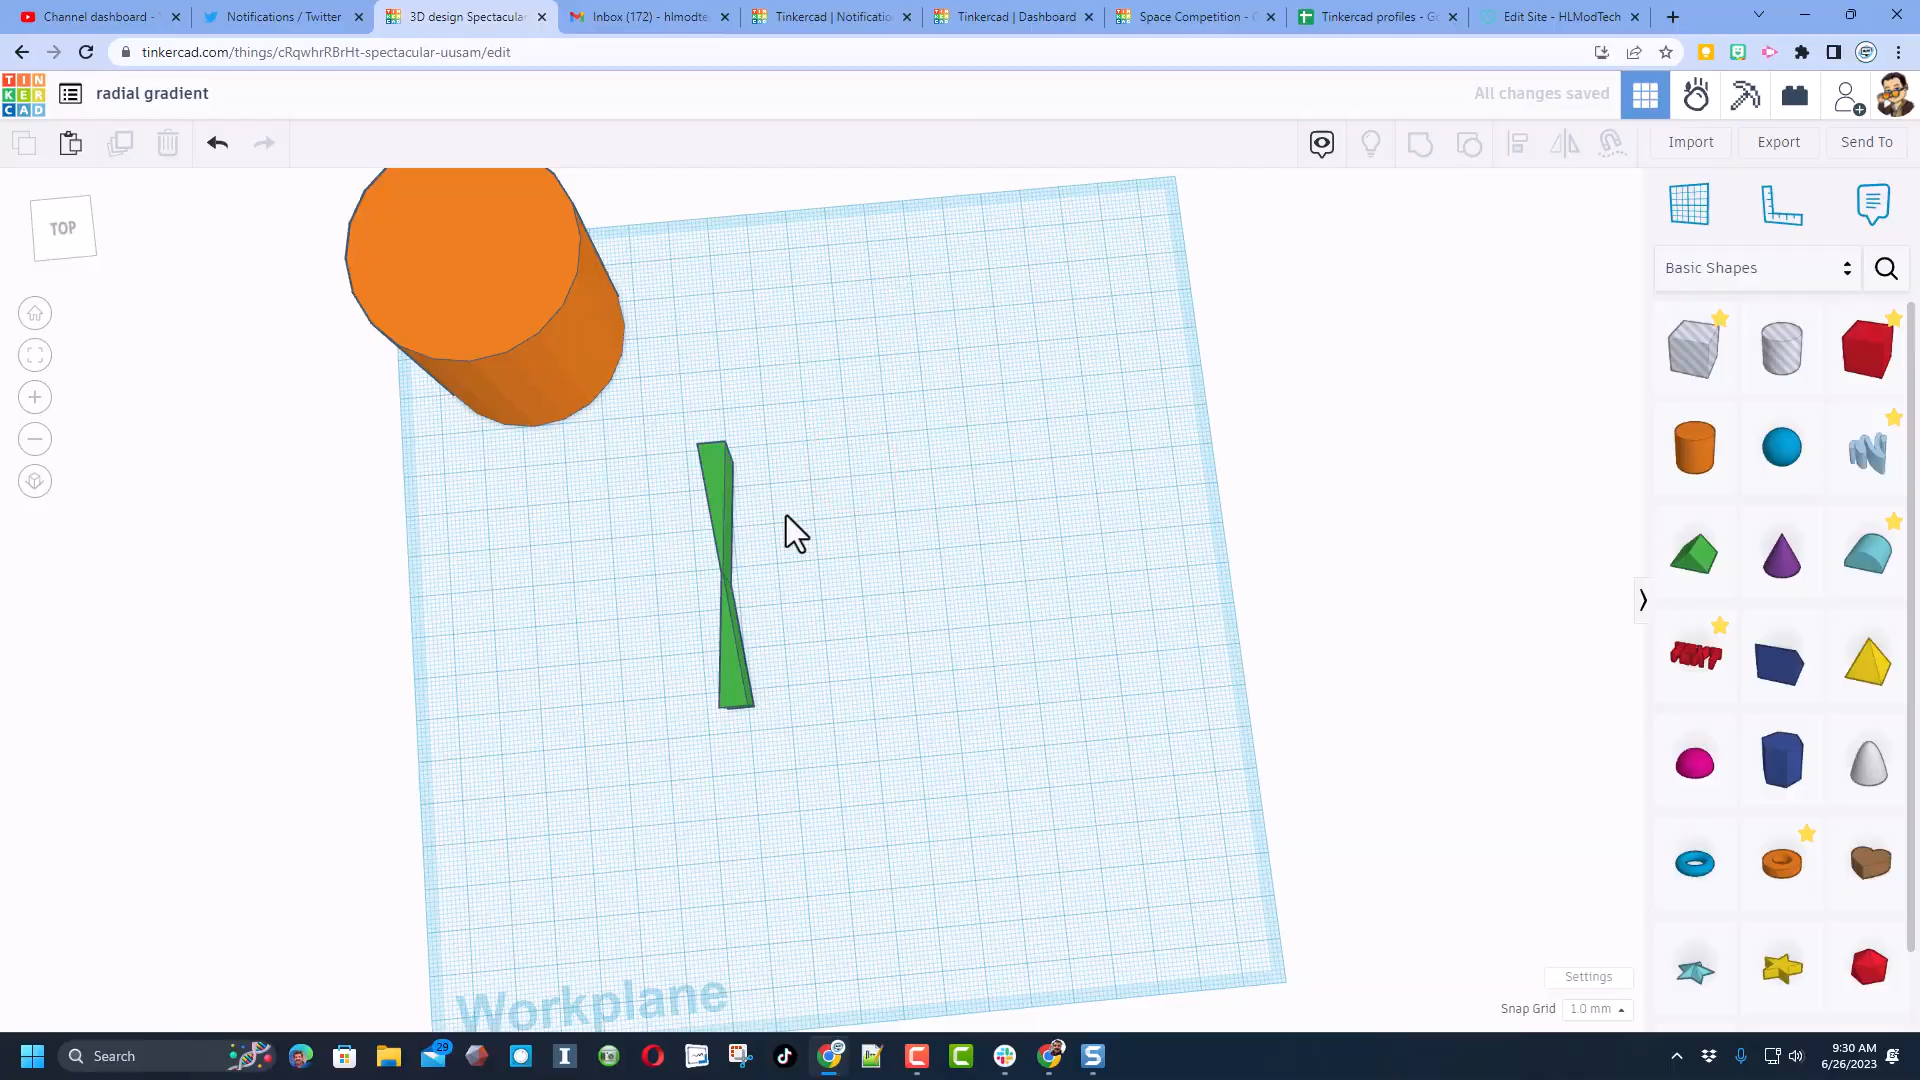 Channel dashboard -
Notifications / Twitter
3D design Spectacular
Inbox (172) - hlmodte
Tinkercad | Notificatio
Tinkercad | Dashboard
Space Competition - C
Tinkercad profiles - Go
Edit Site - HLModTech
tinkercad.com/things/cRqwhrRBrHt-spectacular-uusam/edit
TIN
KER
CAD
radial gradient
All changes saved
Import
Export
Send To
TOP
Basic Shapes
Workplane
Settings
Snap Grid
1.0 mm
Search
29
9:30 AM
6/26/2023